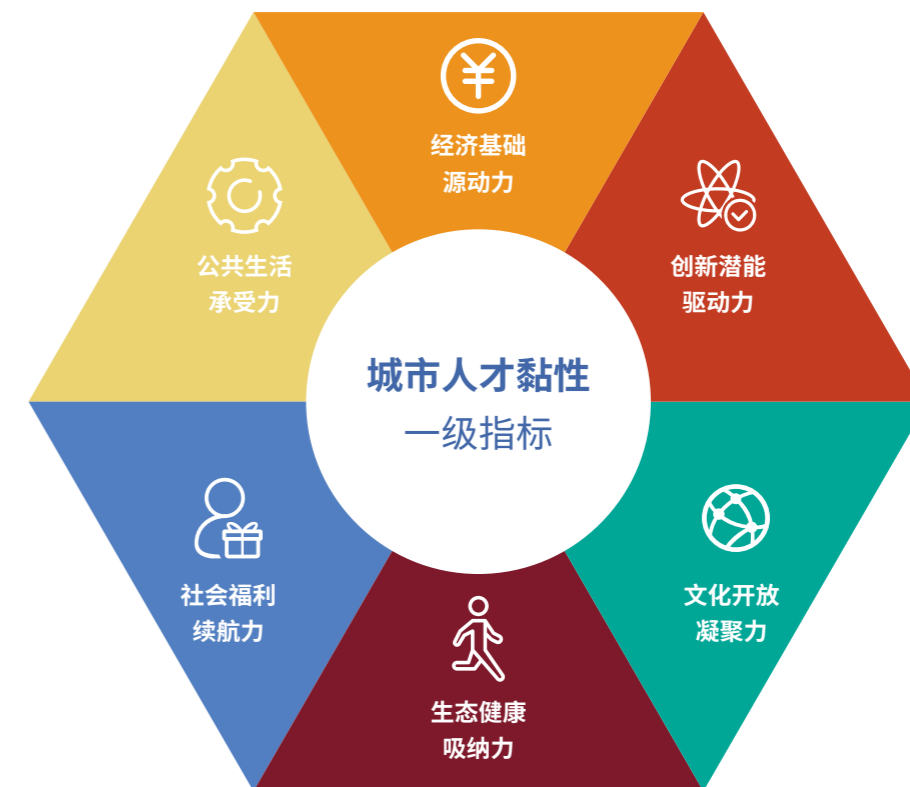 经济基础
源动力
创新潜能
驱动力
公共生活
承受力
城市人才黏性
一级指标
社会福利
续航力
文化开放
凝聚力
生态健康
吸纳力